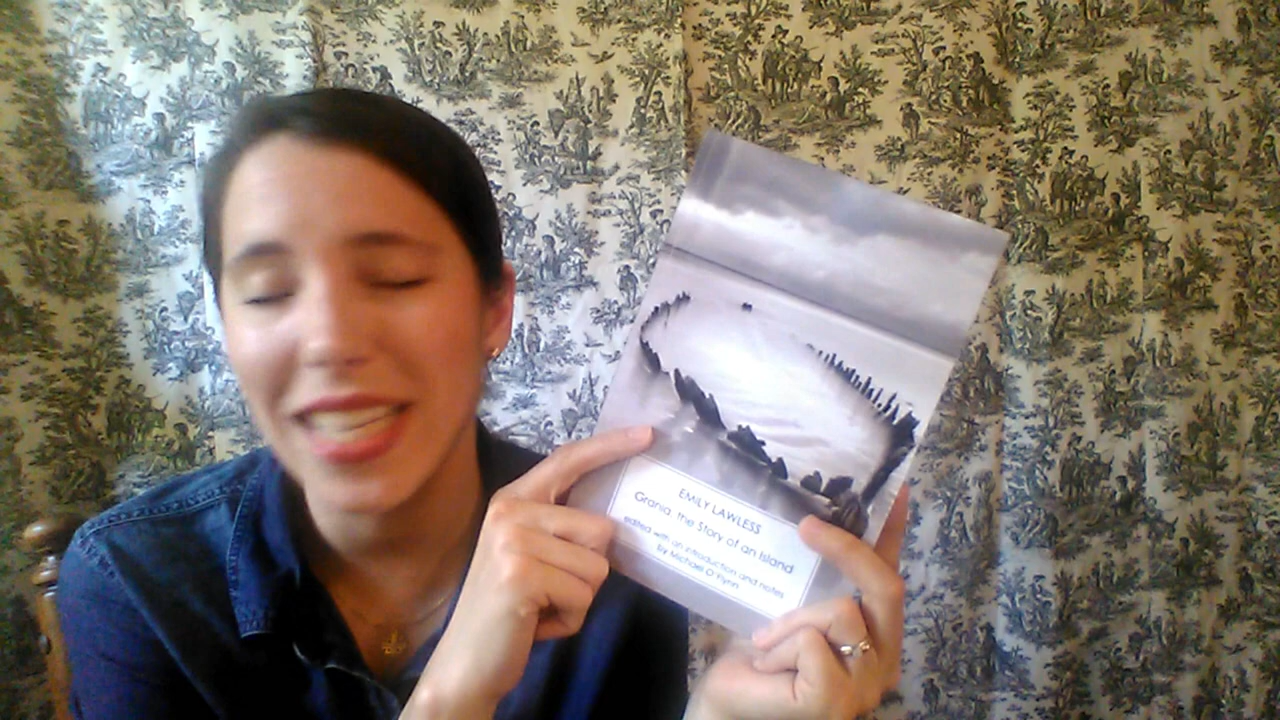 EMILY LAWLESS
Grania, the Story of an Island
edited with an introduction and notes
by Michael O'Flynn